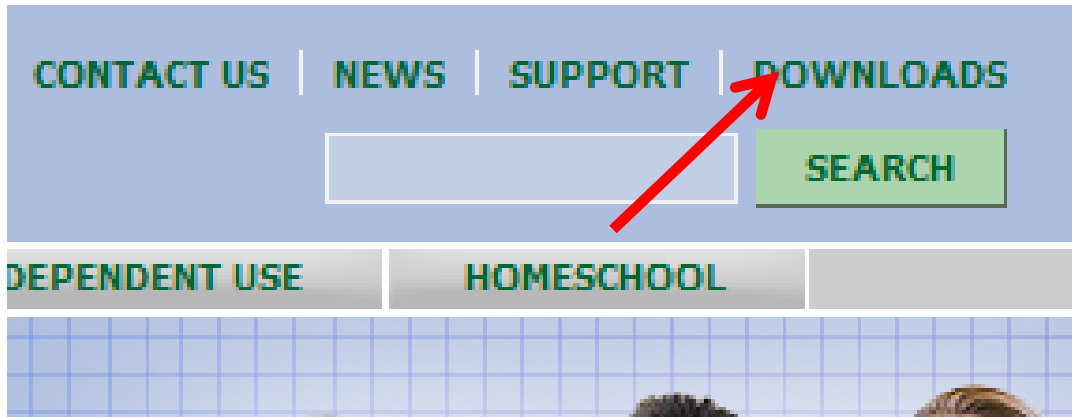 CONTACT US NEWS SUPPORT DOWNLOADS
SEARCH
DEPENDENT USE HOMESCHOOL